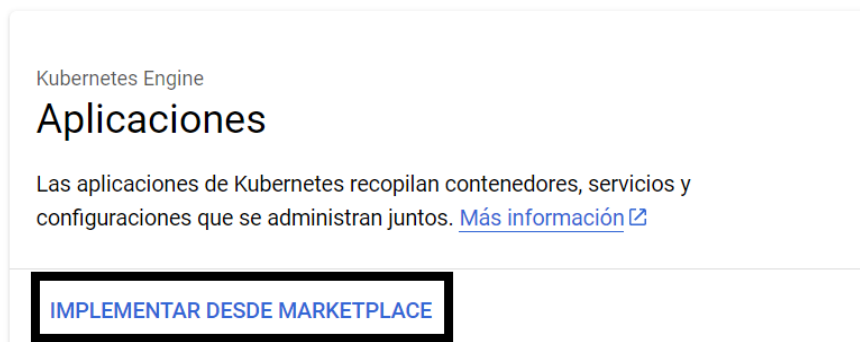 Kubernetes Engine
Aplicaciones
Las aplicaciones de Kubernetes recopilan contenedores, servicios y
configuraciones que se administran juntos. Más información
IMPLEMENTAR DESDE MARKETPLACE